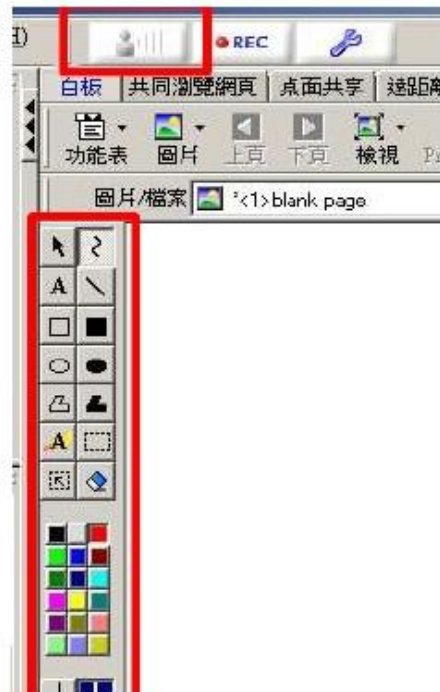 REC
白板 共同瀏覽網頁 桌面共享 遠距
功能表 圖片 上頁 下頁 檢視
圖片/檔案 <1>blank page
A
A